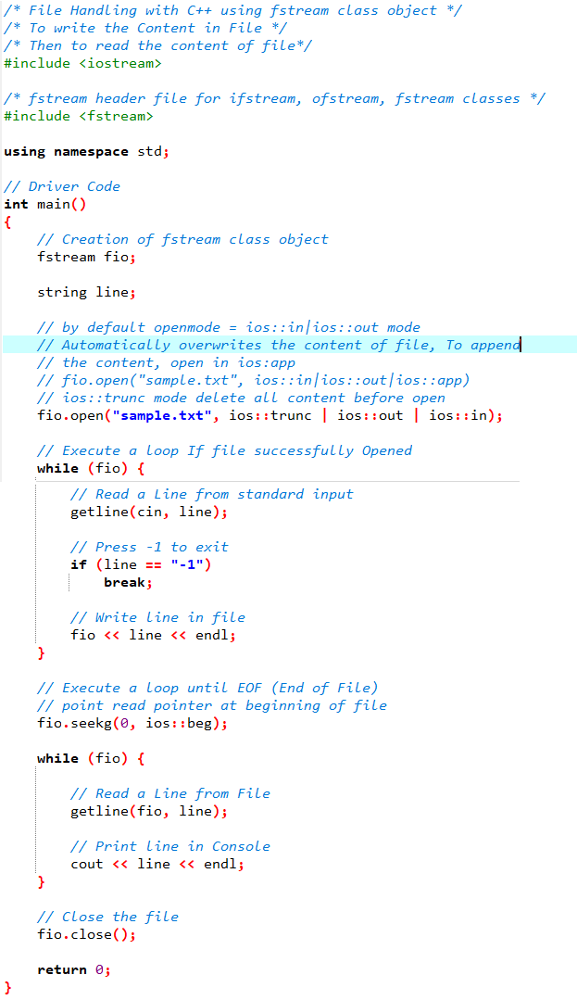 /* File Handling with C++ using fstream class object */
/* To write the Content in File */
/* Then to read the content of file*/
#include <iostream>

/* fstream header file for ifstream, ofstream, fstream classes */
#include <fstream>

using namespace std;

// Driver Code
int main()
{
    // Creation of fstream class object
    fstream fio;

    string line;

    // by default openmode = ios::in|ios::out mode
    // Automatically overwrites the content of file, To append
    // the content, open in ios:app
    // fio.open("sample.txt", ios::in|ios::out|ios::app)
    // ios::trunc mode delete all content before open
    fio.open("sample.txt", ios::trunc | ios::out | ios::in);

    // Execute a loop If file successfully Opened
    while (fio) {

        // Read a Line from standard input
        getline(cin, line);

        // Press -1 to exit
        if (line == "-1")
            break;

        // Write line in file
        fio << line << endl;
    }

    // Execute a loop until EOF (End of File)
    // point read pointer at beginning of file
    fio.seekg(0, ios::beg);

    while (fio) {

        // Read a Line from File
        getline(fio, line);

        // Print line in Console
        cout << line << endl;
    }

    // Close the file
    fio.close();

    return 0;
}